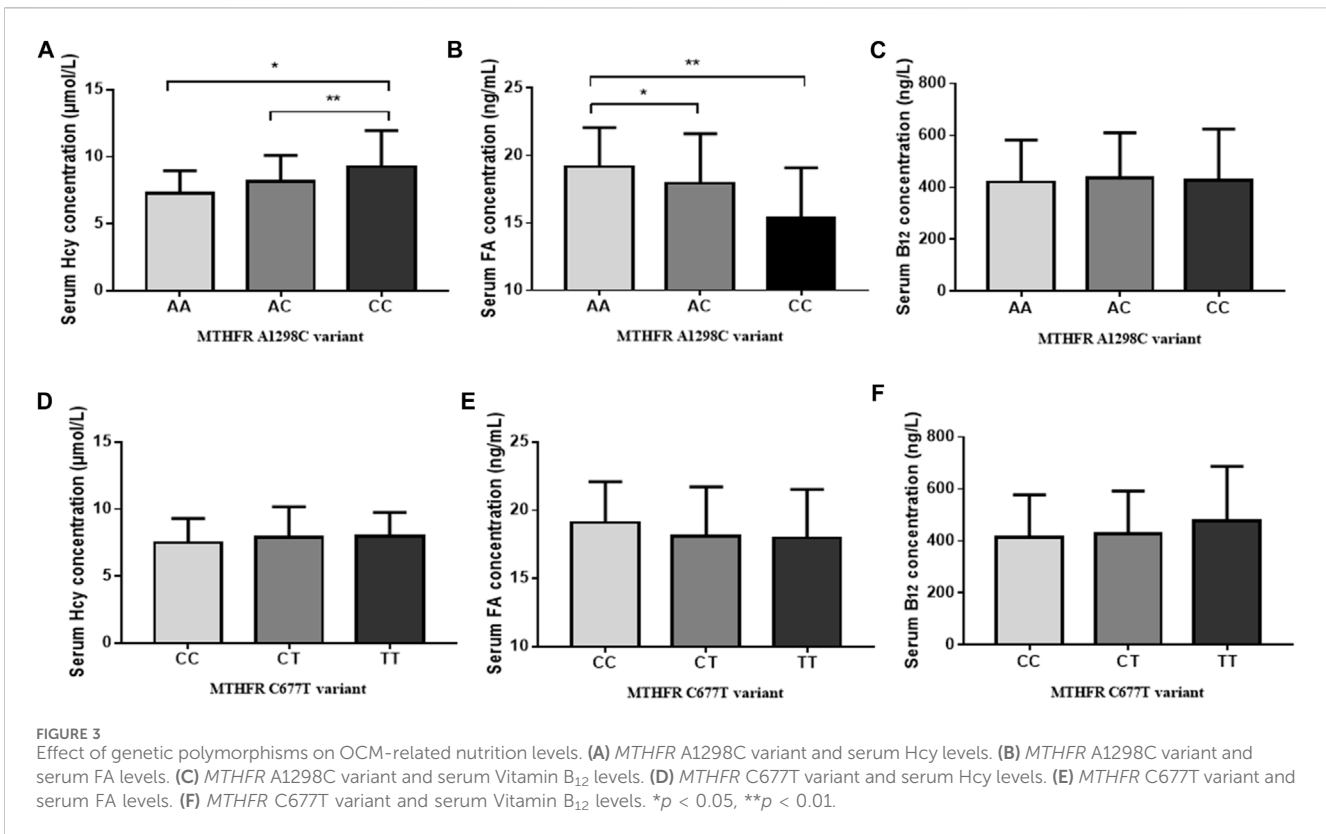 A
Serum Hcy concentration (µmol/L)
15
10
5
0
*
**
AA AC CC
MTHFR A1298C variant
B
Serum FA concentration (ng/mL)
25
20
15
10
**
*
AA AC CC
MTHFR A1298C variant
C
Serum B12 concentration (ng/L)
800
600
400
200
0
AA AC CC
MTHFR A1298C variant
D
Serum Hcy concentration (µmol/L)
15
10
5
0
CC CT TT
MTHFR C677T variant
E
Serum FA concentration (ng/mL)
25
20
15
10
CC CT TT
MTHFR C677T variant
F
Serum B12 concentration (ng/L)
800
600
400
200
0
CC CT TT
MTHFR C677T variant
FIGURE 3
Effect of genetic polymorphisms on OCM-related nutrition levels. (A) MTHFR A1298C variant and serum Hcy levels. (B) MTHFR A1298C variant and
serum FA levels. (C) MTHFR A1298C variant and serum Vitamin B₁₂ levels. (D) MTHFR C677T variant and serum Hcy levels. (E) MTHFR C677T variant and
serum FA levels. (F) MTHFR C677T variant and serum Vitamin B₁₂ levels. *p < 0.05, **p < 0.01.